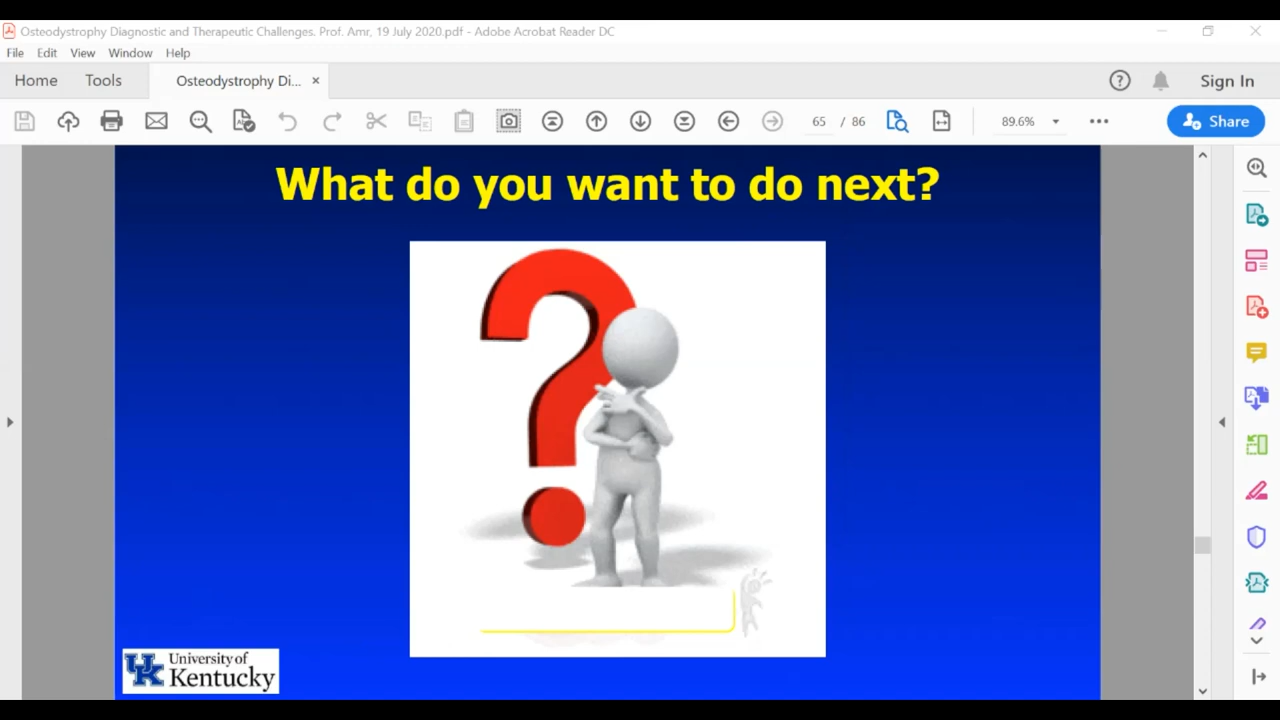 Osteodystrophy Diagnostic and Therapeutic Challenges. Prof. Amr, 19 July 2020.pdf - Adobe Acrobat Reader DC
File Edit View Window Help
Home Tools Osteodystrophy Di... × Sign In
65 / 86 89.6% Share
What do you want to do next?
University of
UK Kentucky